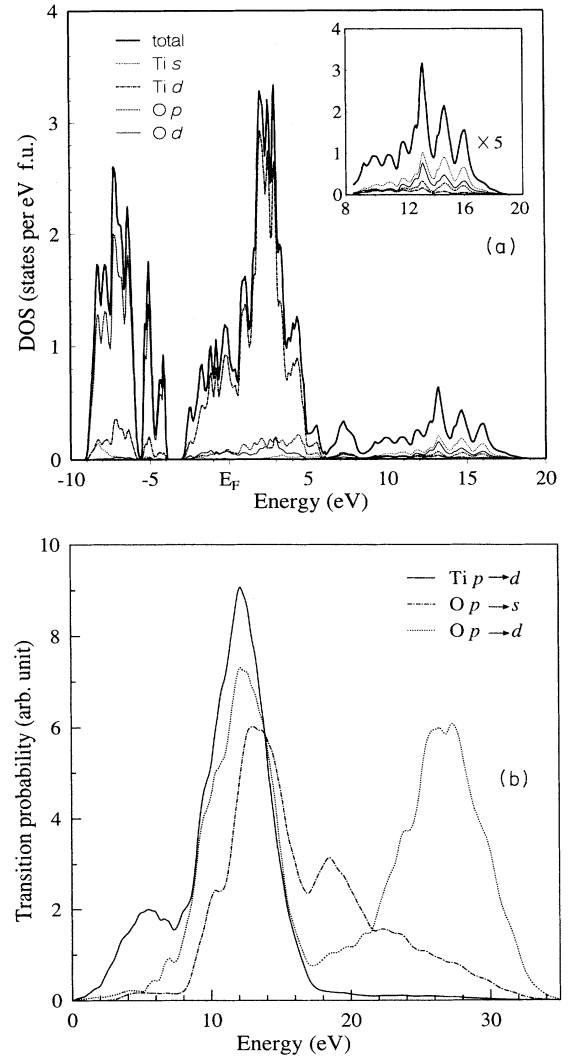 4
3
2
1
0
DOS (states per eV f.u.)
total
Ti s
Ti d
O p
O d
4
3
2
1
0
8
12
16
20
×5
(a)
-10
-5
E_F
5
10
15
20
Energy (eV)
10
8
6
4
2
0
Transition probability (arb. unit)
Ti p→d
O p→s
O p→d
(b)
0
10
20
30
Energy (eV)